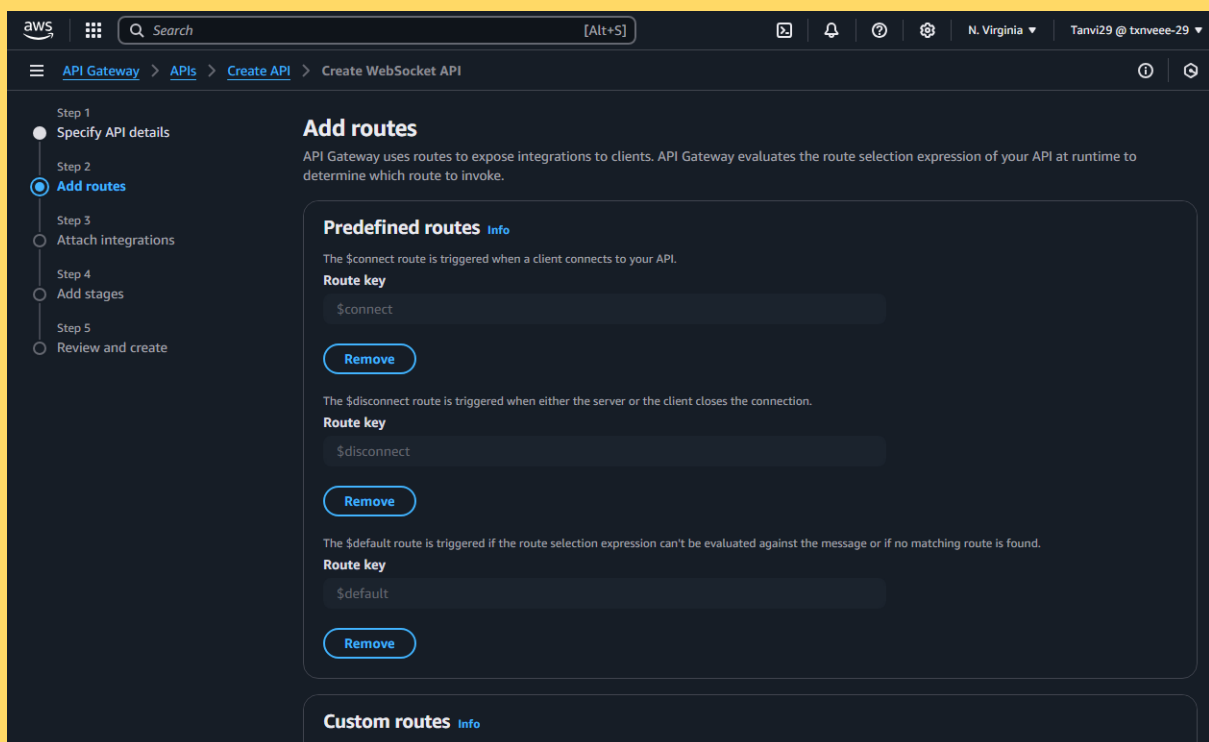 aws
Search [Alt+S] N. Virginia ▼ Tanvi29 @ txnveee-29 ▼
API Gateway > APIs > Create API > Create WebSocket API
Step 1
Specify API details
Step 2
Add routes
Step 3
Attach integrations
Step 4
Add stages
Step 5
Review and create
Add routes
API Gateway uses routes to expose integrations to clients. API Gateway evaluates the route selection expression of your API at runtime to
determine which route to invoke.
Predefined routes Info
The $connect route is triggered when a client connects to your API.
Route key
$connect
Remove
The $disconnect route is triggered when either the server or the client closes the connection.
Route key
$disconnect
Remove
The $default route is triggered if the route selection expression can't be evaluated against the message or if no matching route is found.
Route key
$default
Remove
Custom routes Info